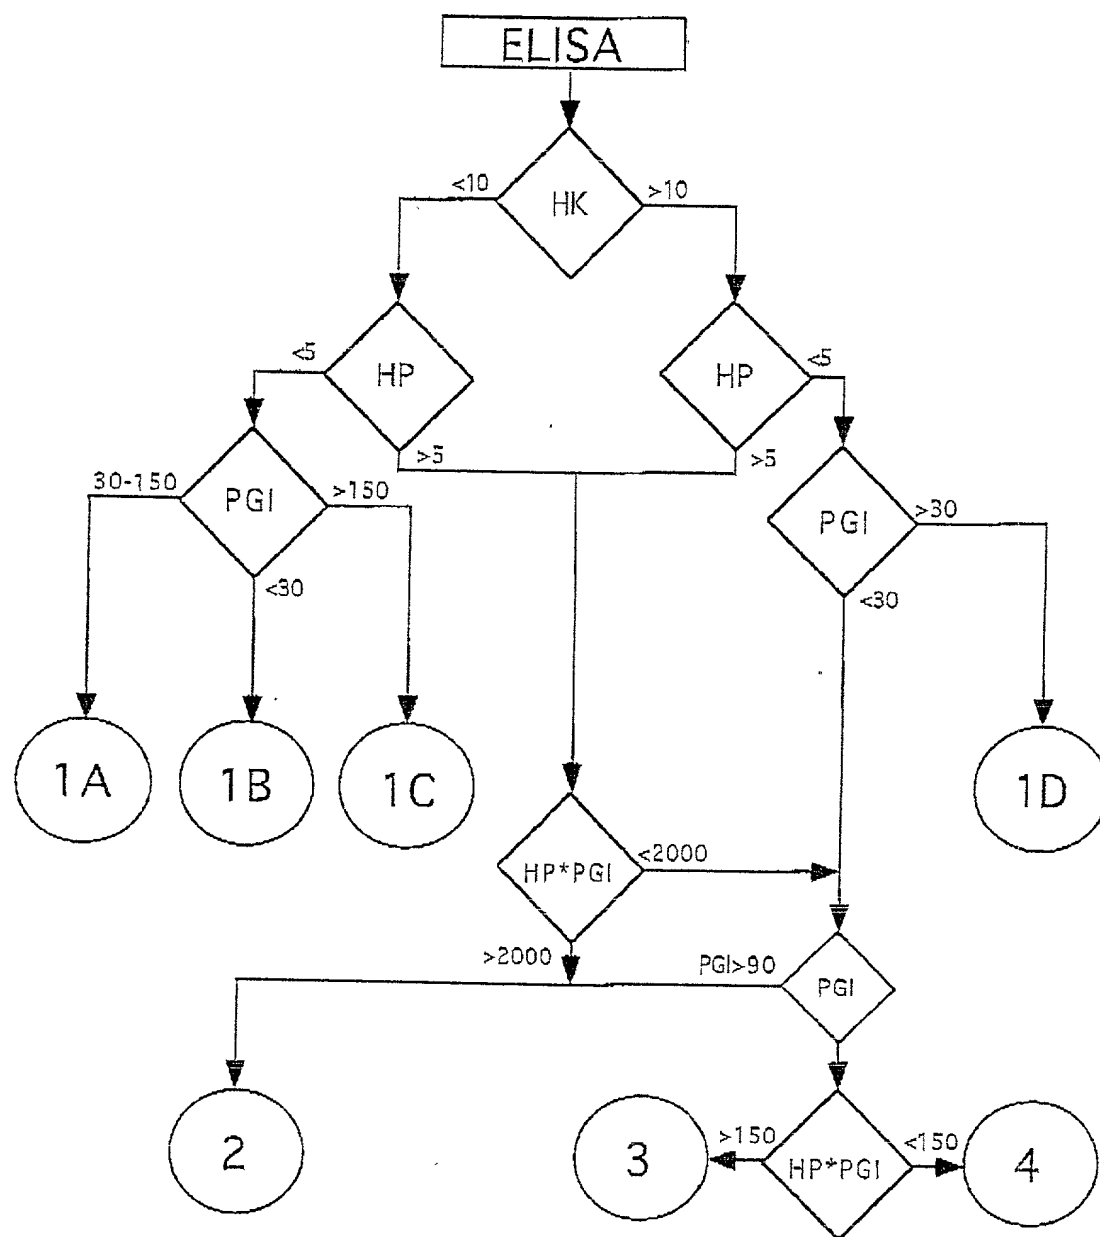 ELISA
<10
>10
HK
<5
HP
HP
<5
>5
>5
30-150
PGI
>150
PGI
>30
<30
<30
1A
1B
1C
1D
HP*PGI
<2000
>2000
PGI>90
PGI
2
3
>150
HP*PGI
<150
4